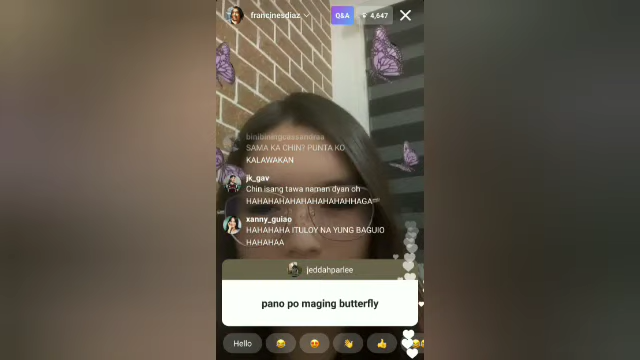 francinesdiaz
Q&A
4,647
binibiningcassandraa
SAMA KA CHIN? PUNTA KO
KALAWAKAN
jk_gav
Chin isang tawa naman dyan oh
HAHAHAHAHAHAHAHAHAHHAGA
xanny_guiao
HAHAHAHA ITULOY NA YUNG BAGUIO
HAHAHAA
jeddahparlee
pano po maging butterfly
Hello